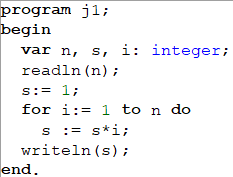 program j1;
begin
  var n, s, i: integer;
  readln(n);
  s:= 1;
  for i:= 1 to n do
    s := s*i;
  writeln(s);
end.